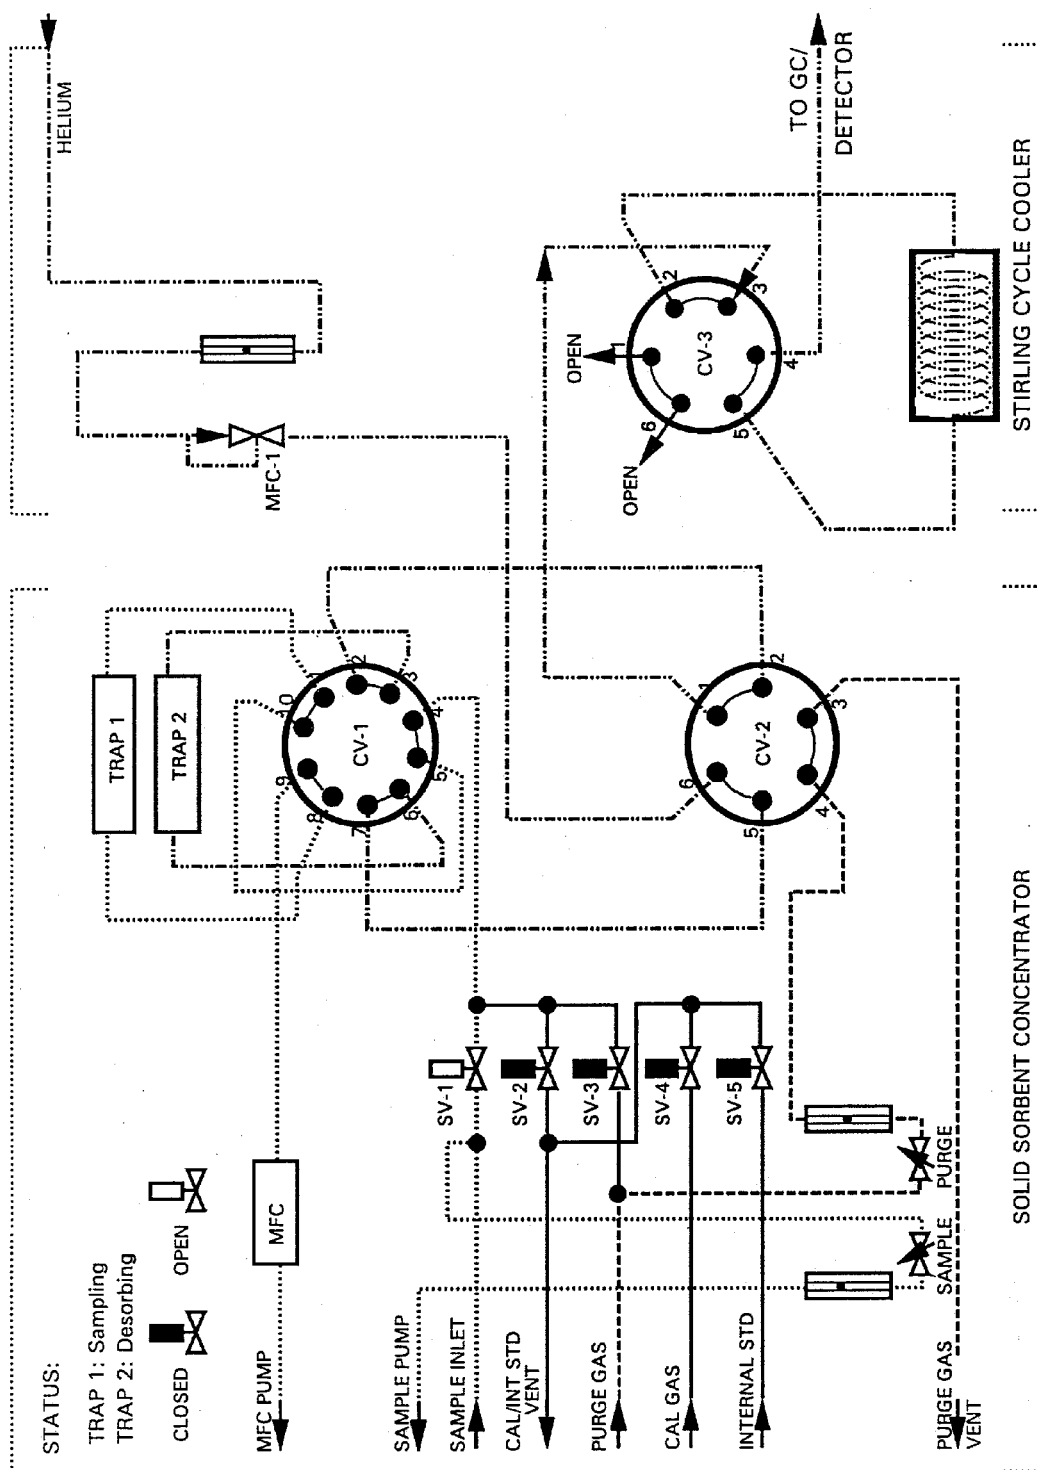 STATUS:
TRAP 1: Sampling
TRAP 2: Desorbing
CLOSED
OPEN
MFC PUMP
MFC
SAMPLE PUMP
SAMPLE INLET
CAL/INT STD
VENT
PURGE GAS
CAL GAS
INTERNAL STD
PURGE GAS
VENT
SV-1
SV-2
SV-3
SV-4
SV-5
SAMPLE
PURGE
SOLID SORBENT CONCENTRATOR
TRAP 1
TRAP 2
CV-1
1
2
3
4
5
6
7
8
9
10
CV-2
1
2
3
4
5
6
HELIUM
MFC-1
OPEN
OPEN
CV-3
1
2
3
4
5
6
TO GC/
DETECTOR
STIRLING CYCLE COOLER